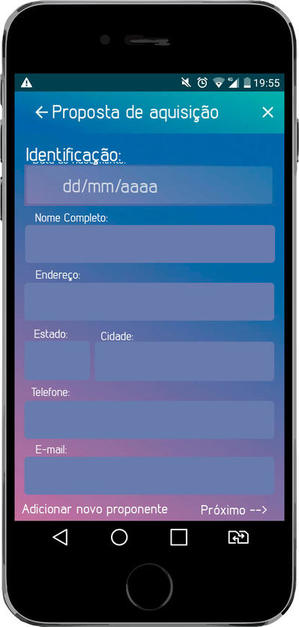 19:55
← Proposta de aquisição ×
Identificação:
dd/mm/aaaa
Nome Completo:
Endereço:
Estado: Cidade:
Telefone:
E-mail:
Adicionar novo proponente Próximo -->